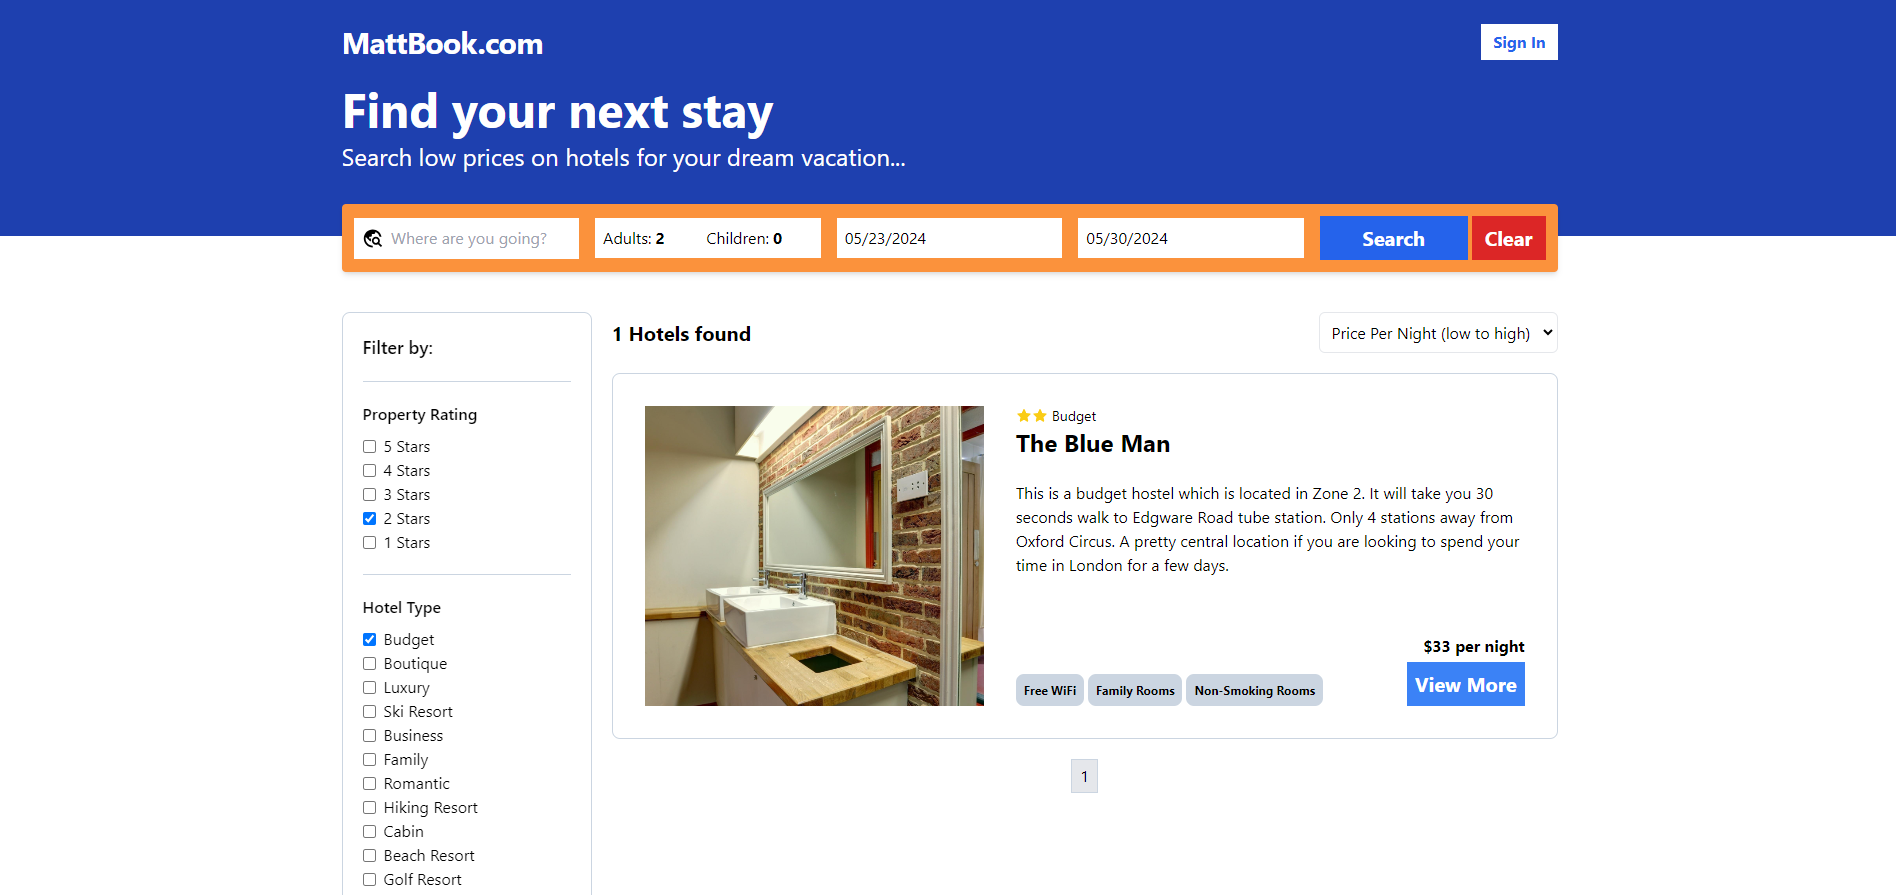 MattBook.com
Sign In
Find your next stay
Search low prices on hotels for your dream vacation...
Where are you going?
Adults: 2 Children: 0
05/23/2024
05/30/2024
Search
Clear
Filter by:
Property Rating
5 Stars
4 Stars
3 Stars
2 Stars
1 Stars
Hotel Type
Budget
Boutique
Luxury
Ski Resort
Business
Family
Romantic
Hiking Resort
Cabin
Beach Resort
Golf Resort
1 Hotels found
Price Per Night (low to high)
Budget
The Blue Man
This is a budget hostel which is located in Zone 2. It will take you 30
seconds walk to Edgware Road tube station. Only 4 stations away from
Oxford Circus. A pretty central location if you are looking to spend your
time in London for a few days.
Free WiFi
Family Rooms
Non-Smoking Rooms
$33 per night
View More
1